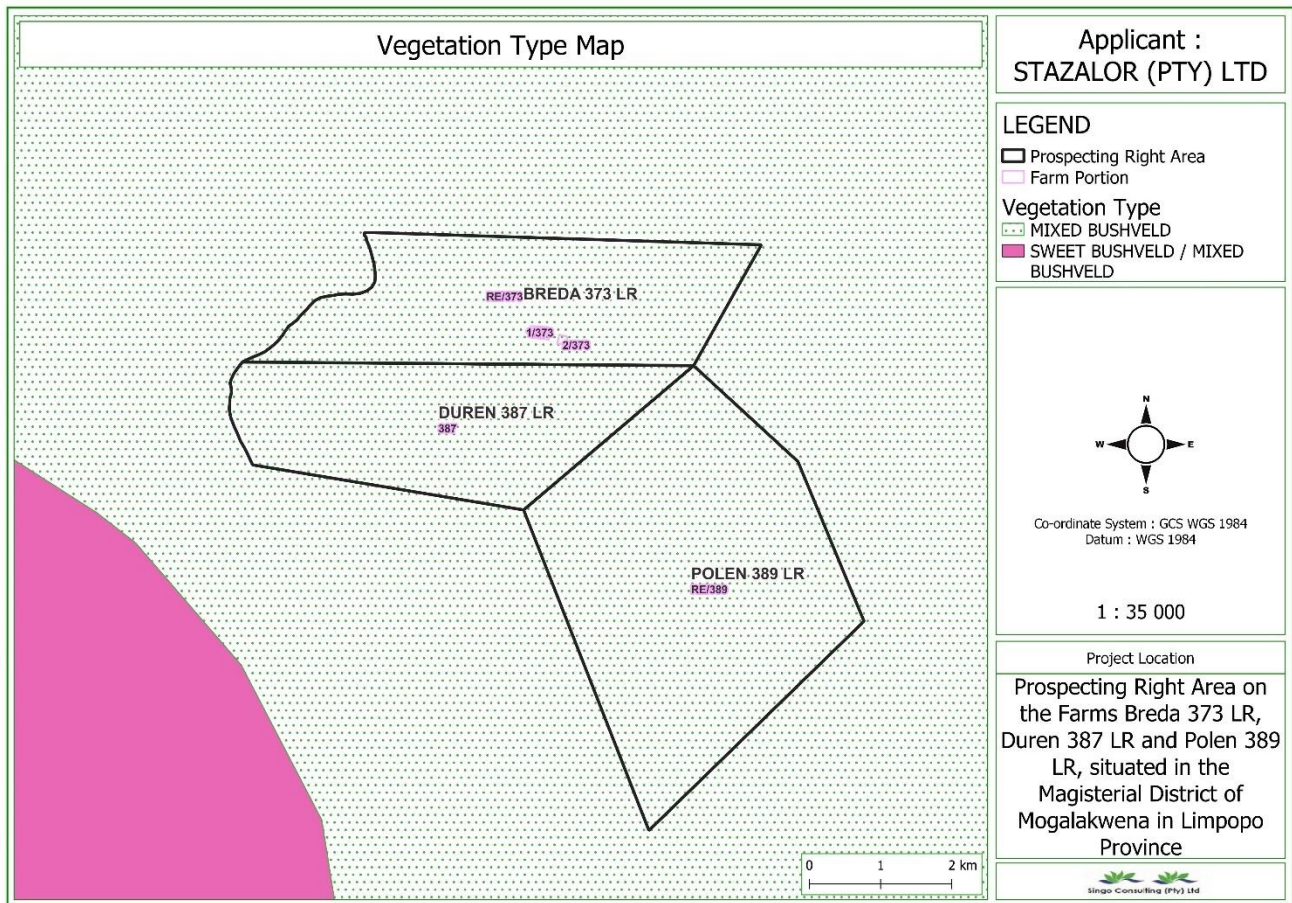 Vegetation Type Map
Applicant :
STAZALOR (PTY) LTD
LEGEND
Prospecting Right Area
Farm Portion
Vegetation Type
MIXED BUSHVELD
SWEET BUSHVELD / MIXED
BUSHVELD
RE/373 BREDA 373 LR
1/373
2/373
DUREN 387 LR
387
POLEN 389 LR
RE/389
N
W E
S
Co-ordinate System : GCS WGS 1984
Datum : WGS 1984
1 : 35 000
Project Location
Prospecting Right Area on
the Farms Breda 373 LR,
Duren 387 LR and Polen 389
LR, situated in the
Magisterial District of
Mogalakwena in Limpopo
Province
0 1 2 km
Singo Consulting (Pty) Ltd